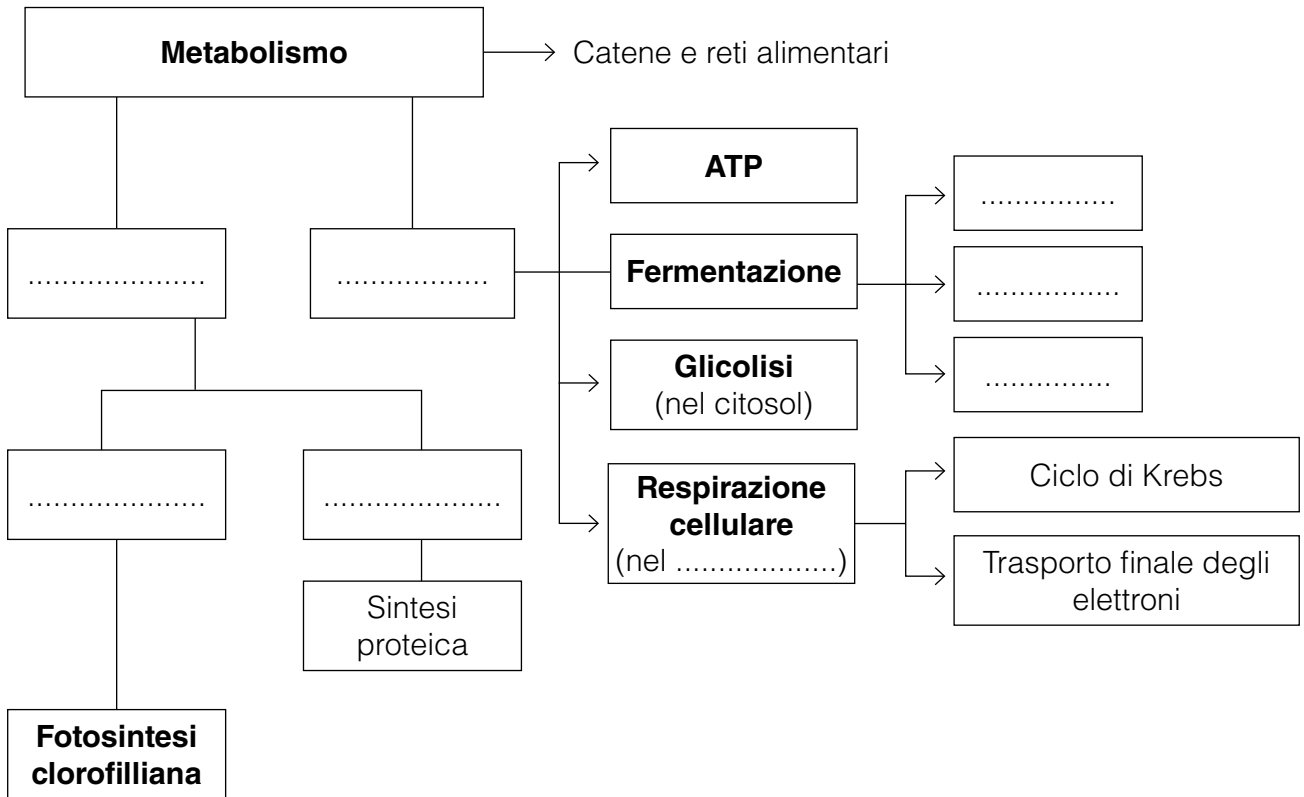 Metabolismo
Catene e reti alimentari
ATP
...............
.....................
..................
Fermentazione
.................
Glicolisi
(nel citosol)
...............
.....................
.....................
Respirazione
cellulare
(nel ...................)
Ciclo di Krebs
Trasporto finale degli
elettroni
Sintesi
proteica
Fotosintesi
clorofilliana